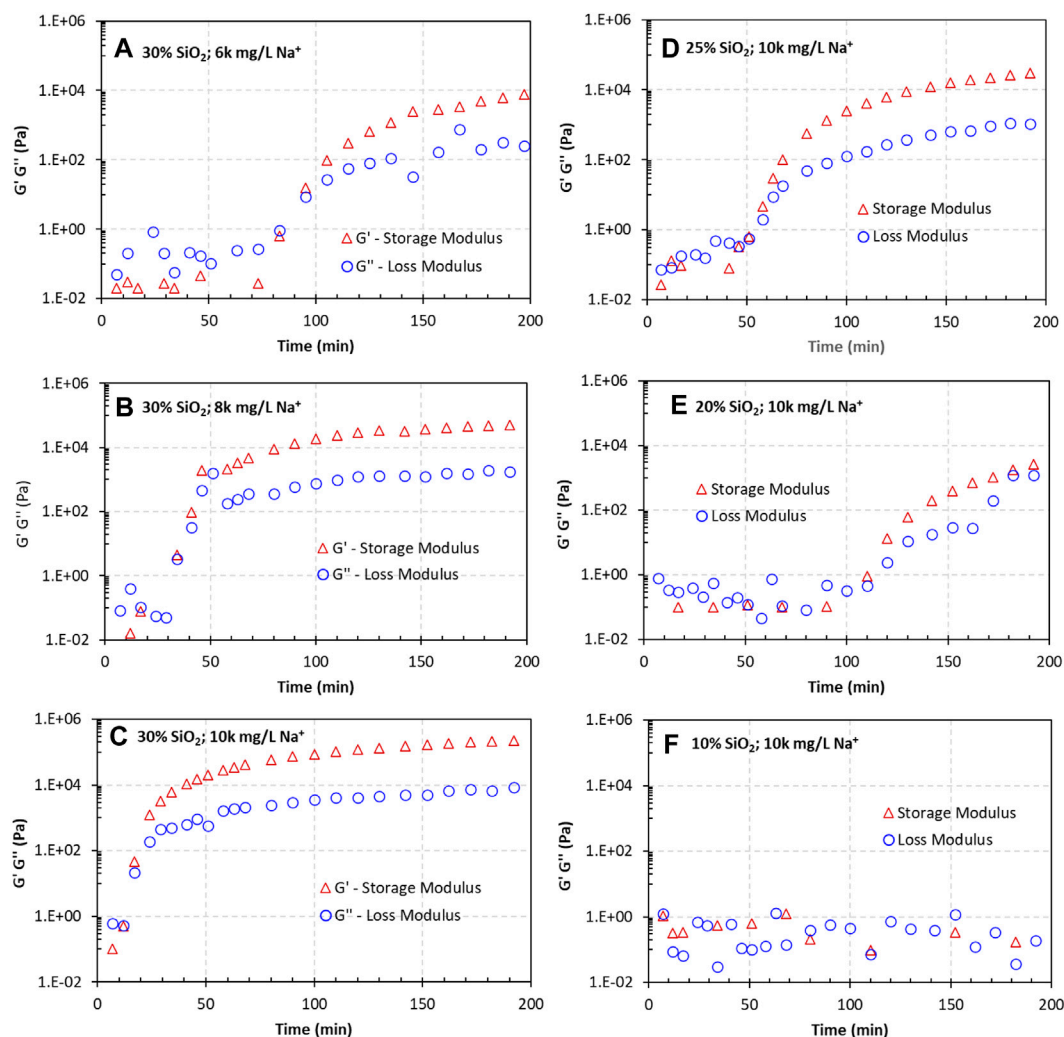 A 30% SiO₂; 6k mg/L Na⁺
1.E+06
1.E+04
1.E+02
1.E+00
1.E-02
G' G'' (Pa)
G' - Storage Modulus
G'' - Loss Modulus
0 50 100 150 200
Time (min)
D 25% SiO₂; 10k mg/L Na⁺
1.E+06
1.E+04
1.E+02
1.E+00
1.E-02
G' G'' (Pa)
Storage Modulus
Loss Modulus
0 50 100 150 200
Time (min)
B 30% SiO₂; 8k mg/L Na⁺
1.E+06
1.E+04
1.E+02
1.E+00
1.E-02
G' G'' (Pa)
G' - Storage Modulus
G'' - Loss Modulus
0 50 100 150 200
Time (min)
E 20% SiO₂; 10k mg/L Na⁺
1.E+06
1.E+04
1.E+02
1.E+00
1.E-02
G' G'' (Pa)
Storage Modulus
Loss Modulus
0 50 100 150 200
Time (min)
C 30% SiO₂; 10k mg/L Na⁺
1.E+06
1.E+04
1.E+02
1.E+00
1.E-02
G' G'' (Pa)
G' - Storage Modulus
G'' - Loss Modulus
0 50 100 150 200
Time (min)
F 10% SiO₂; 10k mg/L Na⁺
1.E+06
1.E+04
1.E+02
1.E+00
1.E-02
G' G'' (Pa)
Storage Modulus
Loss Modulus
0 50 100 150 200
Time (min)